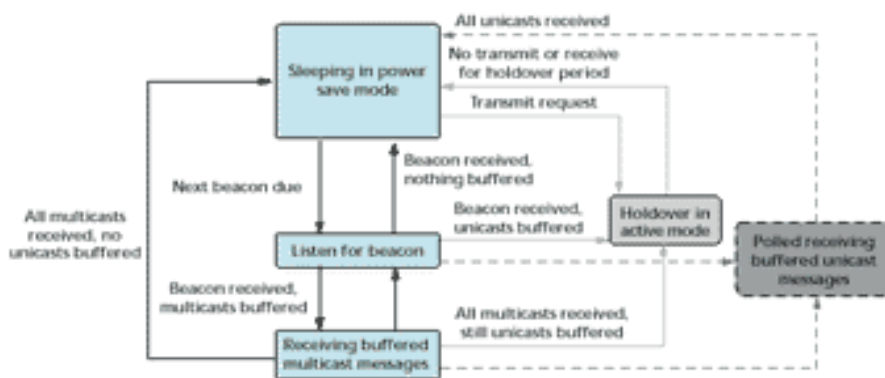 All unicasts received
No transmit or receive
for holdover period
Sleeping in power
save mode
Transmit request
Beacon received,
nothing buffered
Next beacon due
All multicasts
received, no
unicasts buffered
Beacon received,
unicasts buffered
Holdover in
active mode
Polled receiving
buffered unicast
messages
Listen for beacon
Beacon received,
multicasts buffered
All multicasts received,
still unicasts buffered
Receiving buffered
multicast messages